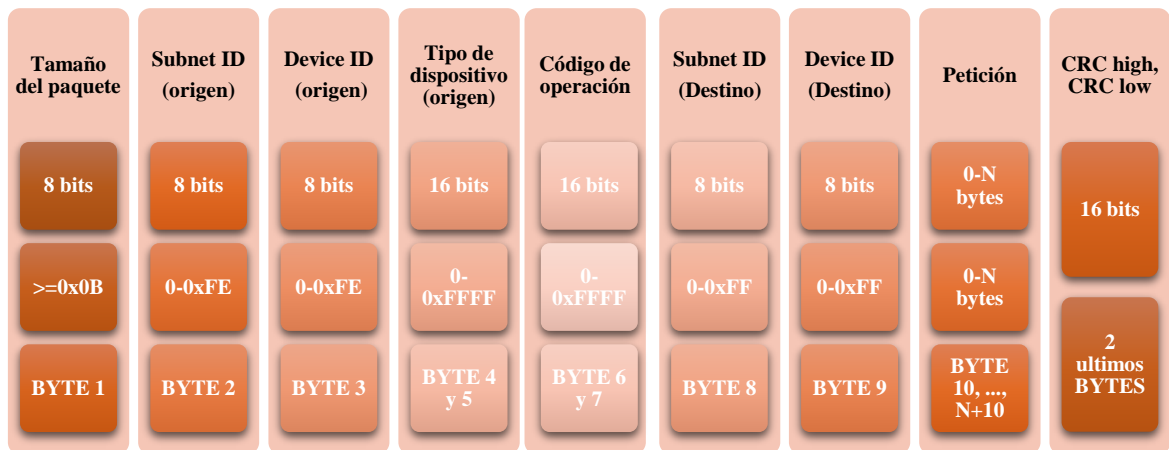 Tamaño
del paquete
8 bits
>=0x0B
BYTE 1
Subnet ID
(origen)
8 bits
0-0xFE
BYTE 2
Device ID
(origen)
8 bits
0-0xFE
BYTE 3
Tipo de
dispositivo
(origen)
16 bits
0-
0xFFFF
BYTE 4
y 5
Código de
operación
16 bits
0-
0xFFFF
BYTE 6
y 7
Subnet ID
(Destino)
8 bits
0-0xFF
BYTE 8
Device ID
(Destino)
8 bits
0-0xFF
BYTE 9
Petición
0-N
bytes
0-N
bytes
BYTE
10, ...,
N+10
CRC high,
CRC low
16 bits
2
ultimos
BYTES